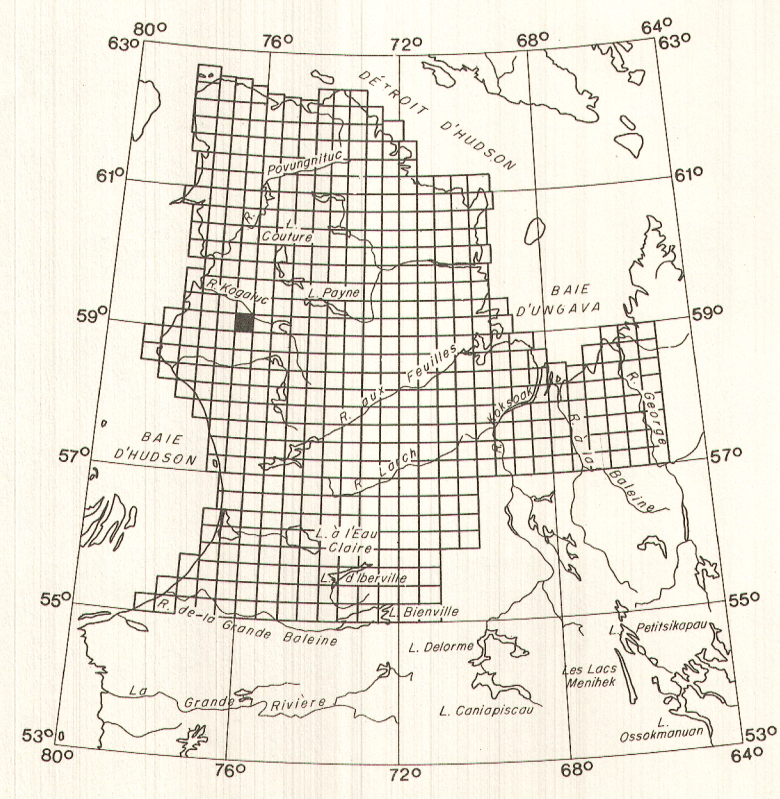 80°
76°
72°
68°
64°
63°
63°
DÉTROIT D'HUDSON
Povungnituc
R.
61°
61°
L.
Couture
R. Kogaluc
L. Payne
BAIE
D'UNGAVA
59°
59°
R. aux Feuilles
Koksoak
R. à la
Baleine
R. George
BAIE
D'HUDSON
57°
57°
R. Larch
L. à l'Eau
Claire
L. d'Iberville
55°
55°
R. de-la Grande Baleine
L. Bienville
L. Petitsikapau
L. Delorme
Les Lacs
Menihek
La Grande Rivière
L. Caniapiscau
L.
Ossokmanuan
53°
53°
80°
76°
72°
68°
64°